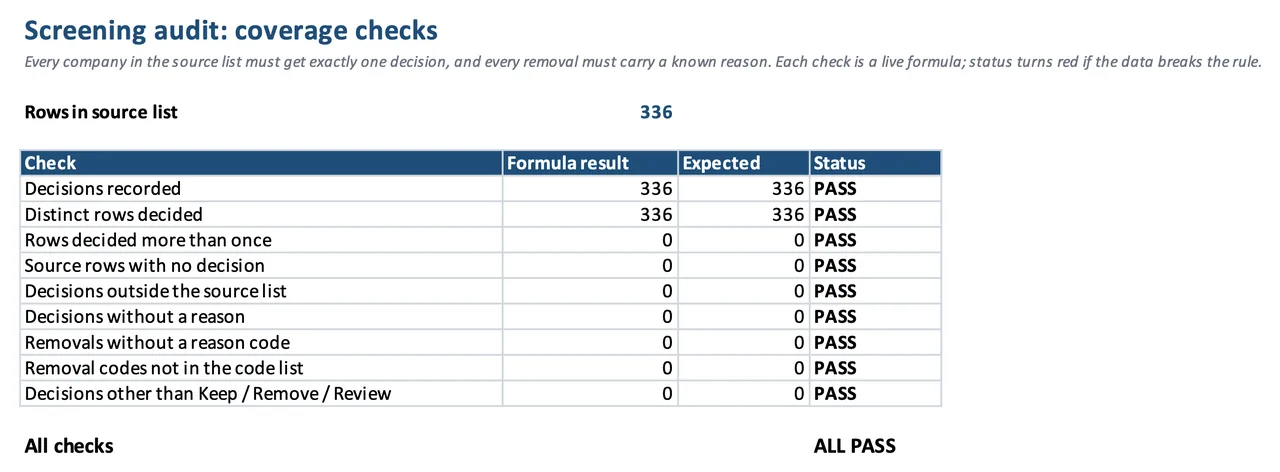 Screening audit: coverage checks
Every company in the source list must get exactly one decision, and every removal must carry a known reason. Each check is a live formula; status turns red if the data breaks the rule.
Rows in source list 336
Check Formula result Expected Status
Decisions recorded 336 336 PASS
Distinct rows decided 336 336 PASS
Rows decided more than once 0 0 PASS
Source rows with no decision 0 0 PASS
Decisions outside the source list 0 0 PASS
Decisions without a reason 0 0 PASS
Removals without a reason code 0 0 PASS
Removal codes not in the code list 0 0 PASS
Decisions other than Keep / Remove / Review 0 0 PASS
All checks ALL PASS